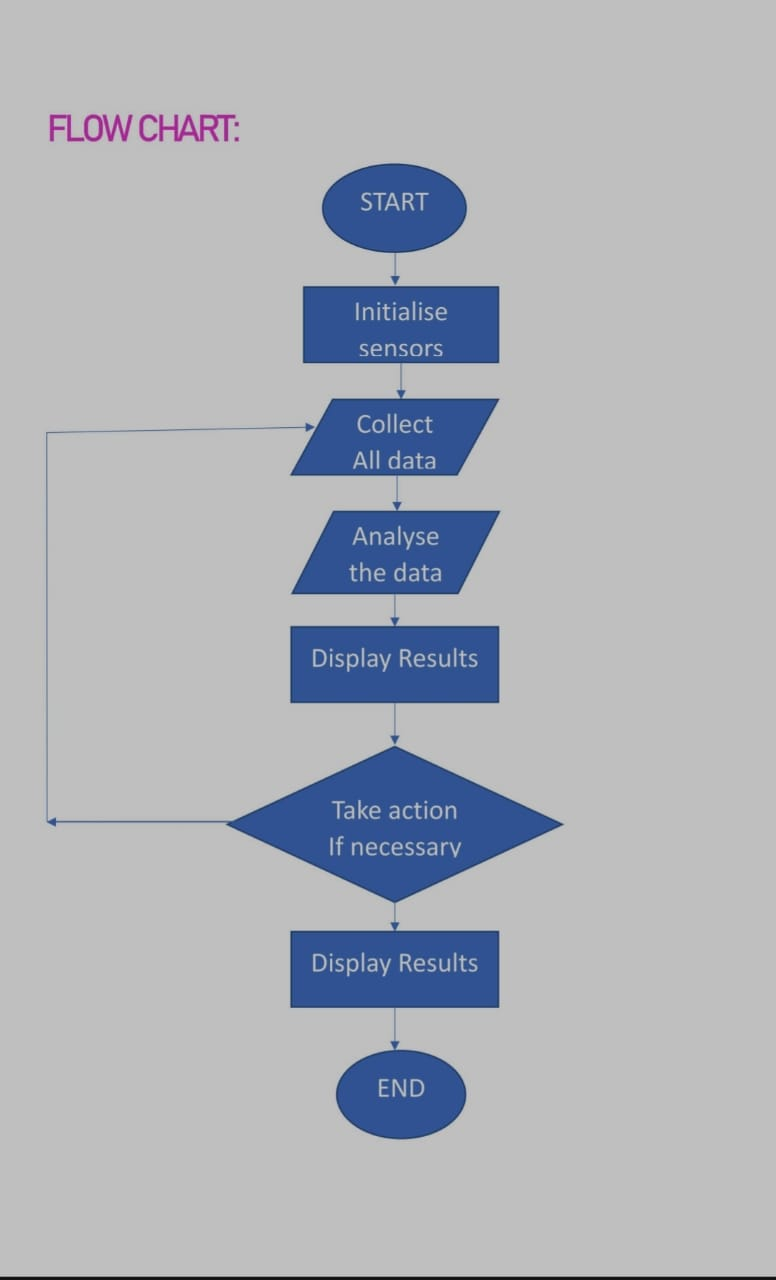 FLOW CHART:
START
Initialise
sensors
Collect
All data
Analyse
the data
Display Results
Take action
If necessary
Display Results
END